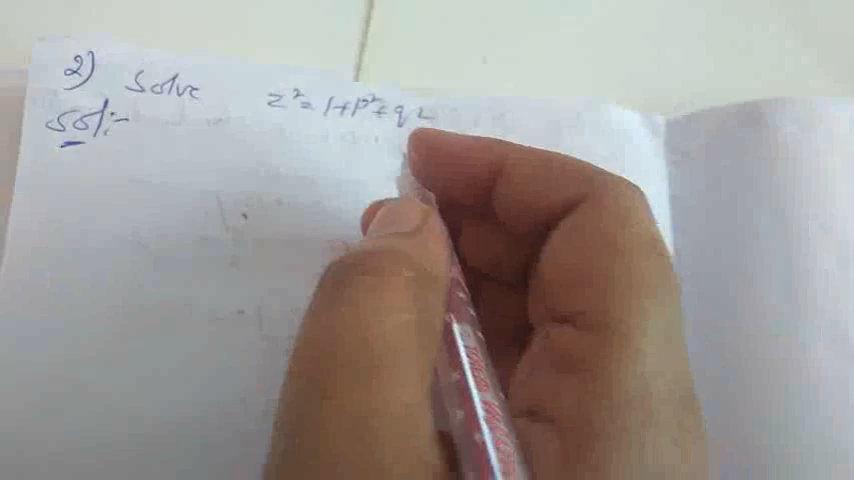 2) Solve z² = 1+p²+q²
Sol:-